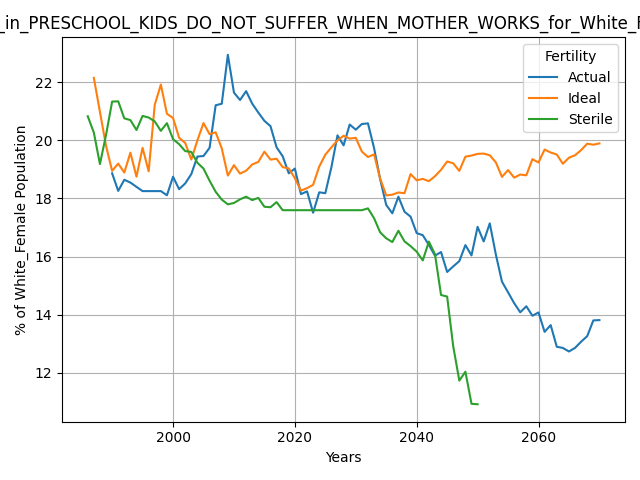 _in_PRESCHOOL_KIDS_DO_NOT_SUFFER_WHEN_MOTHER_WORKS_for_White_F
Fertility
Actual
Ideal
Sterile
% of White_Female Population
22
20
18
16
14
12
2000
2020
2040
2060
Years